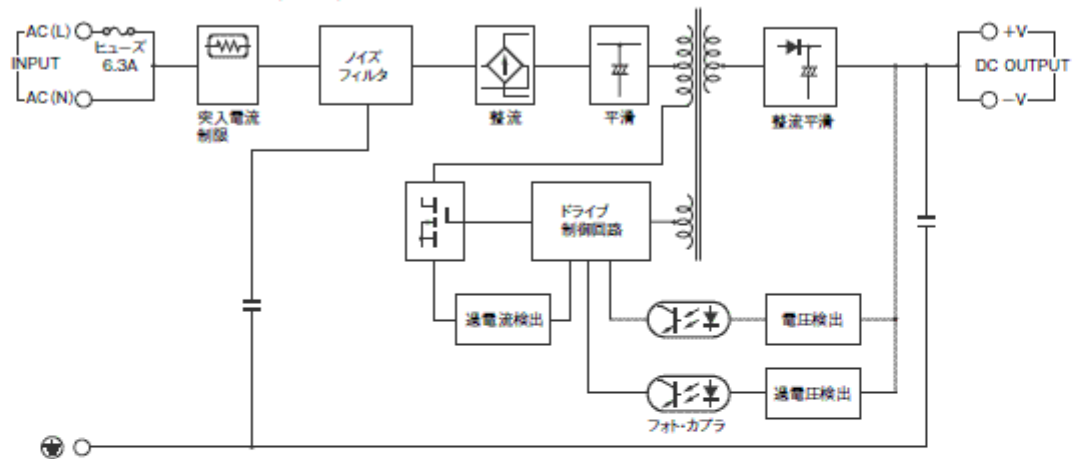 AC(L)
ヒューズ
6.3A
INPUT
AC(N)
突入電流
制限
ノイズ
フィルタ
整流
平滑
整流平滑
+V
DC OUTPUT
-V
ドライブ
制御回路
過電流検出
電圧検出
過電圧検出
フォト・カプラ